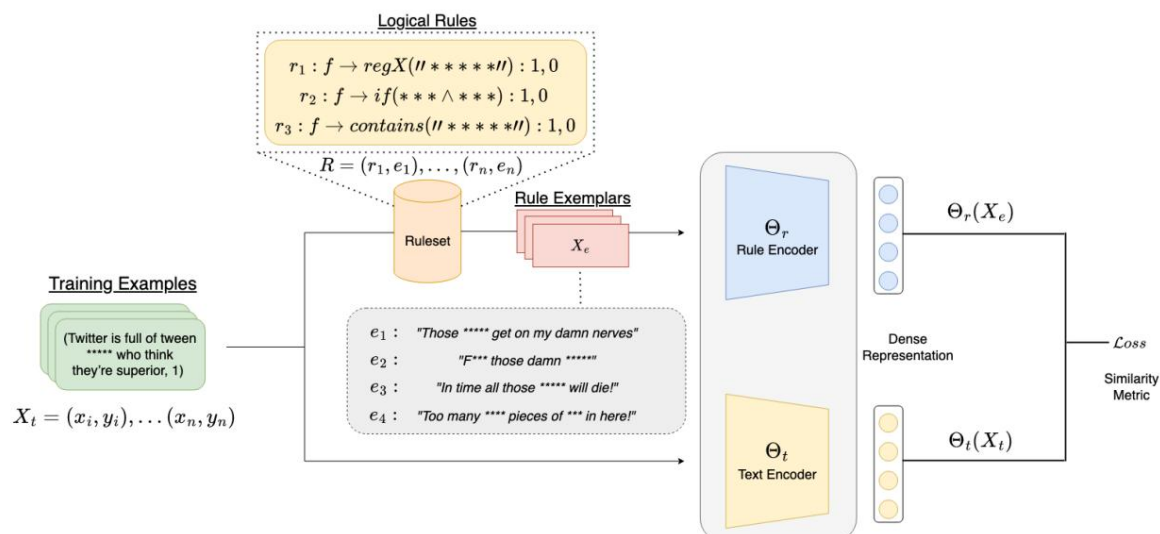 Logical Rules
r₁ : f → regX(〃 * * * * *〃) : 1, 0
r₂ : f → if(* * * ∧ * * *) : 1, 0
r₃ : f → contains(〃 * * * * *〃) : 1, 0
R = (r₁, e₁), . . . , (rₙ, eₙ)
Ruleset
Rule Exemplars
Xₑ
Training Examples
(Twitter is full of tween
***** who think
they're superior, 1)
Xₜ = (xᵢ, yᵢ), . . . (xₙ, yₙ)
e₁ : "Those ***** get on my damn nerves"
e₂ : "F*** those damn *****"
e₃ : "In time all those ***** will die!"
e₄ : "Too many **** pieces of *** in here!"
Θᵣ
Rule Encoder
Θₜ
Text Encoder
Θᵣ(Xₑ)
Dense
Representation
Θₜ(Xₜ)
ℒoss
Similarity
Metric